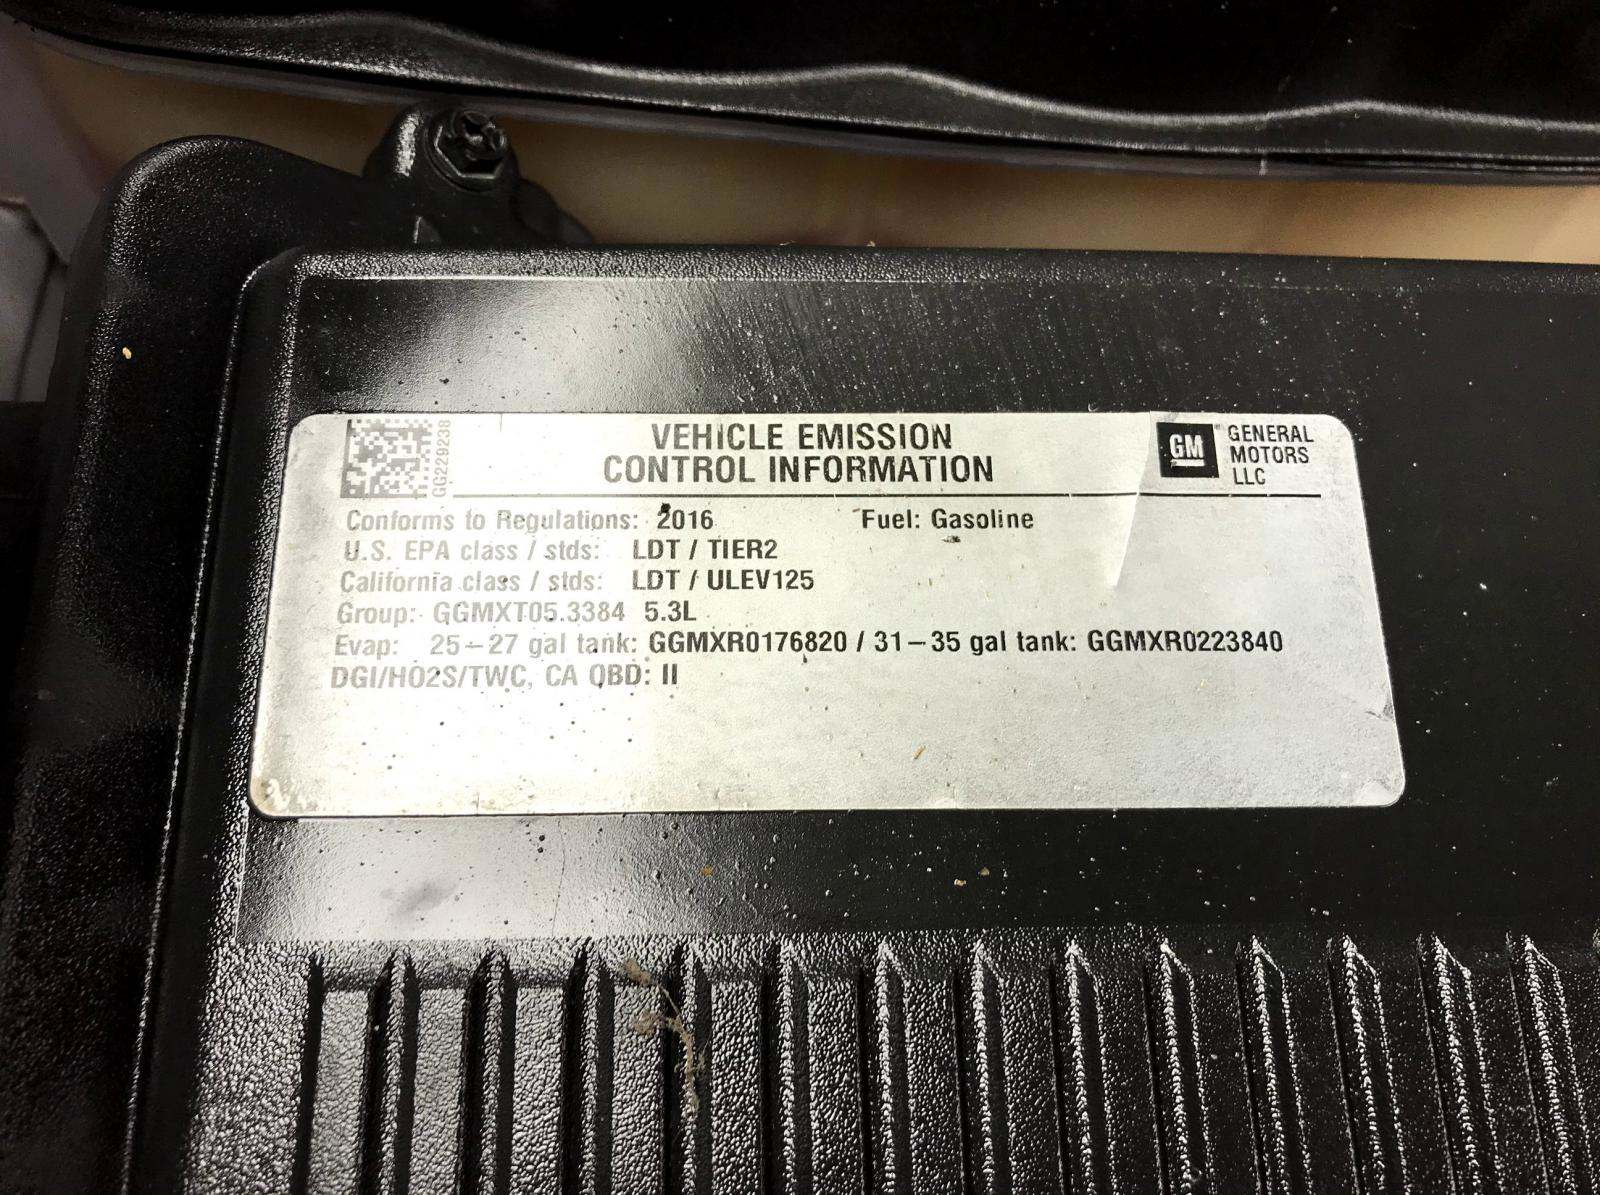 GG229238
VEHICLE EMISSION
CONTROL INFORMATION
GM
GENERAL
MOTORS
LLC
Conforms to Regulations: 2016 Fuel: Gasoline
U.S. EPA class / stds: LDT / TIER2
California class / stds: LDT / ULEV125
Group: GGMXT05.3384 5.3L
Evap: 25–27 gal tank: GGMXR0176820 / 31–35 gal tank: GGMXR0223840
DGI/HO2S/TWC, CA OBD: II